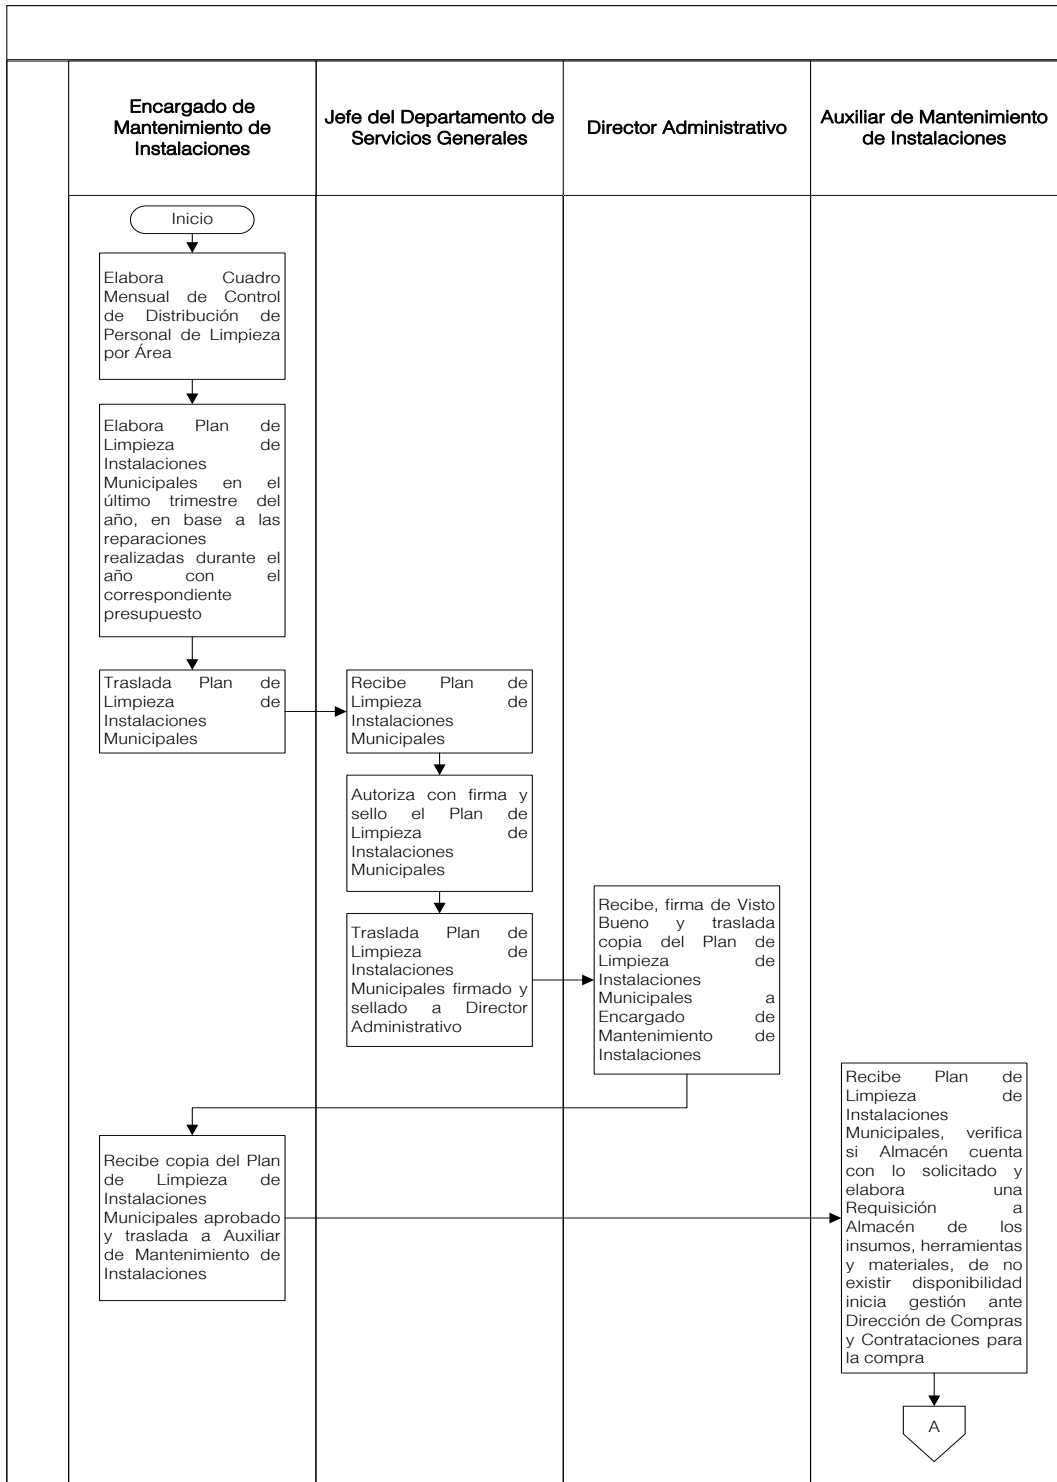 Encargado de
Mantenimiento de
Instalaciones
Jefe del Departamento de
Servicios Generales
Director Administrativo
Auxiliar de Mantenimiento
de Instalaciones
Inicio
Elabora Cuadro
Mensual de Control
de Distribución de
Personal de Limpieza
por Área
Elabora Plan de
Limpieza de
Instalaciones
Municipales en el
último trimestre del
año, en base a las
reparaciones
realizadas durante el
año con el
correspondiente
presupuesto
Traslada Plan de
Limpieza de
Instalaciones
Municipales
Recibe Plan de
Limpieza de
Instalaciones
Municipales
Autoriza con firma y
sello el Plan de
Limpieza de
Instalaciones
Municipales
Traslada Plan de
Limpieza de
Instalaciones
Municipales firmado y
sellado a Director
Administrativo
Recibe, firma de Visto
Bueno y traslada
copia del Plan de
Limpieza de
Instalaciones
Municipales a
Encargado de
Mantenimiento de
Instalaciones
Recibe copia del Plan
de Limpieza de
Instalaciones
Municipales aprobado
y traslada a Auxiliar
de Mantenimiento de
Instalaciones
Recibe Plan de
Limpieza de
Instalaciones
Municipales, verifica
si Almacén cuenta
con lo solicitado y
elabora una
Requisición a
Almacén de los
insumos, herramientas
y materiales, de no
existir disponibilidad
inicia gestión ante
Dirección de Compras
y Contrataciones para
la compra
A